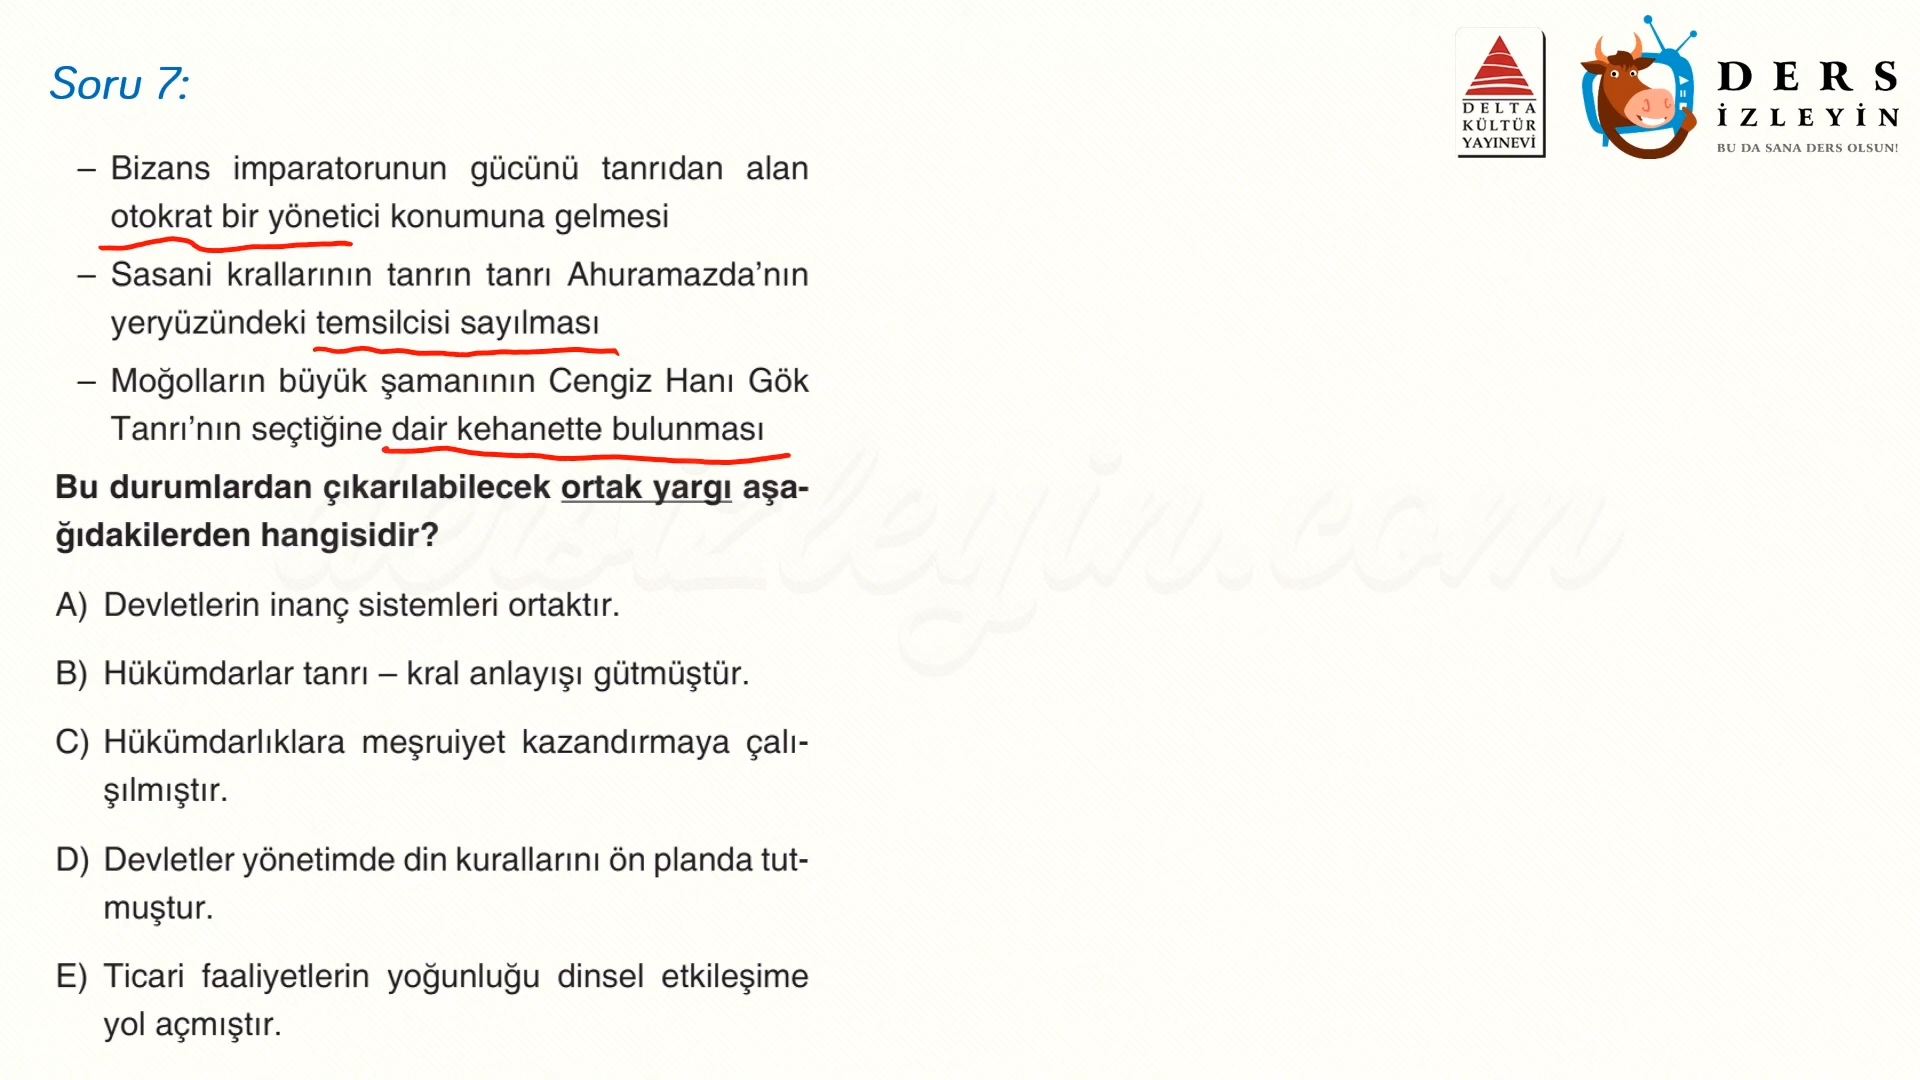 Soru 7:
DELTA
KÜLTÜR
YAYINEVİ
DERS
İZLEYİN
BU DA SANA DERS OLSUN!
– Bizans imparatorunun gücünü tanrıdan alan
otokrat bir yönetici konumuna gelmesi
– Sasani krallarının tanrın tanrı Ahuramazda’nın
yeryüzündeki temsilcisi sayılması
– Moğolların büyük şamanının Cengiz Hanı Gök
Tanrı’nın seçtiğine dair kehanette bulunması
Bu durumlardan çıkarılabilecek ortak yargı aşa-
ğıdakilerden hangisidir?
A) Devletlerin inanç sistemleri ortaktır.
B) Hükümdarlar tanrı – kral anlayışı gütmüştür.
C) Hükümdarlıklara meşruiyet kazandırmaya çalı-
şılmıştır.
D) Devletler yönetimde din kurallarını ön planda tut-
muştur.
E) Ticari faaliyetlerin yoğunluğu dinsel etkileşime
yol açmıştır.
dersizleyin.com